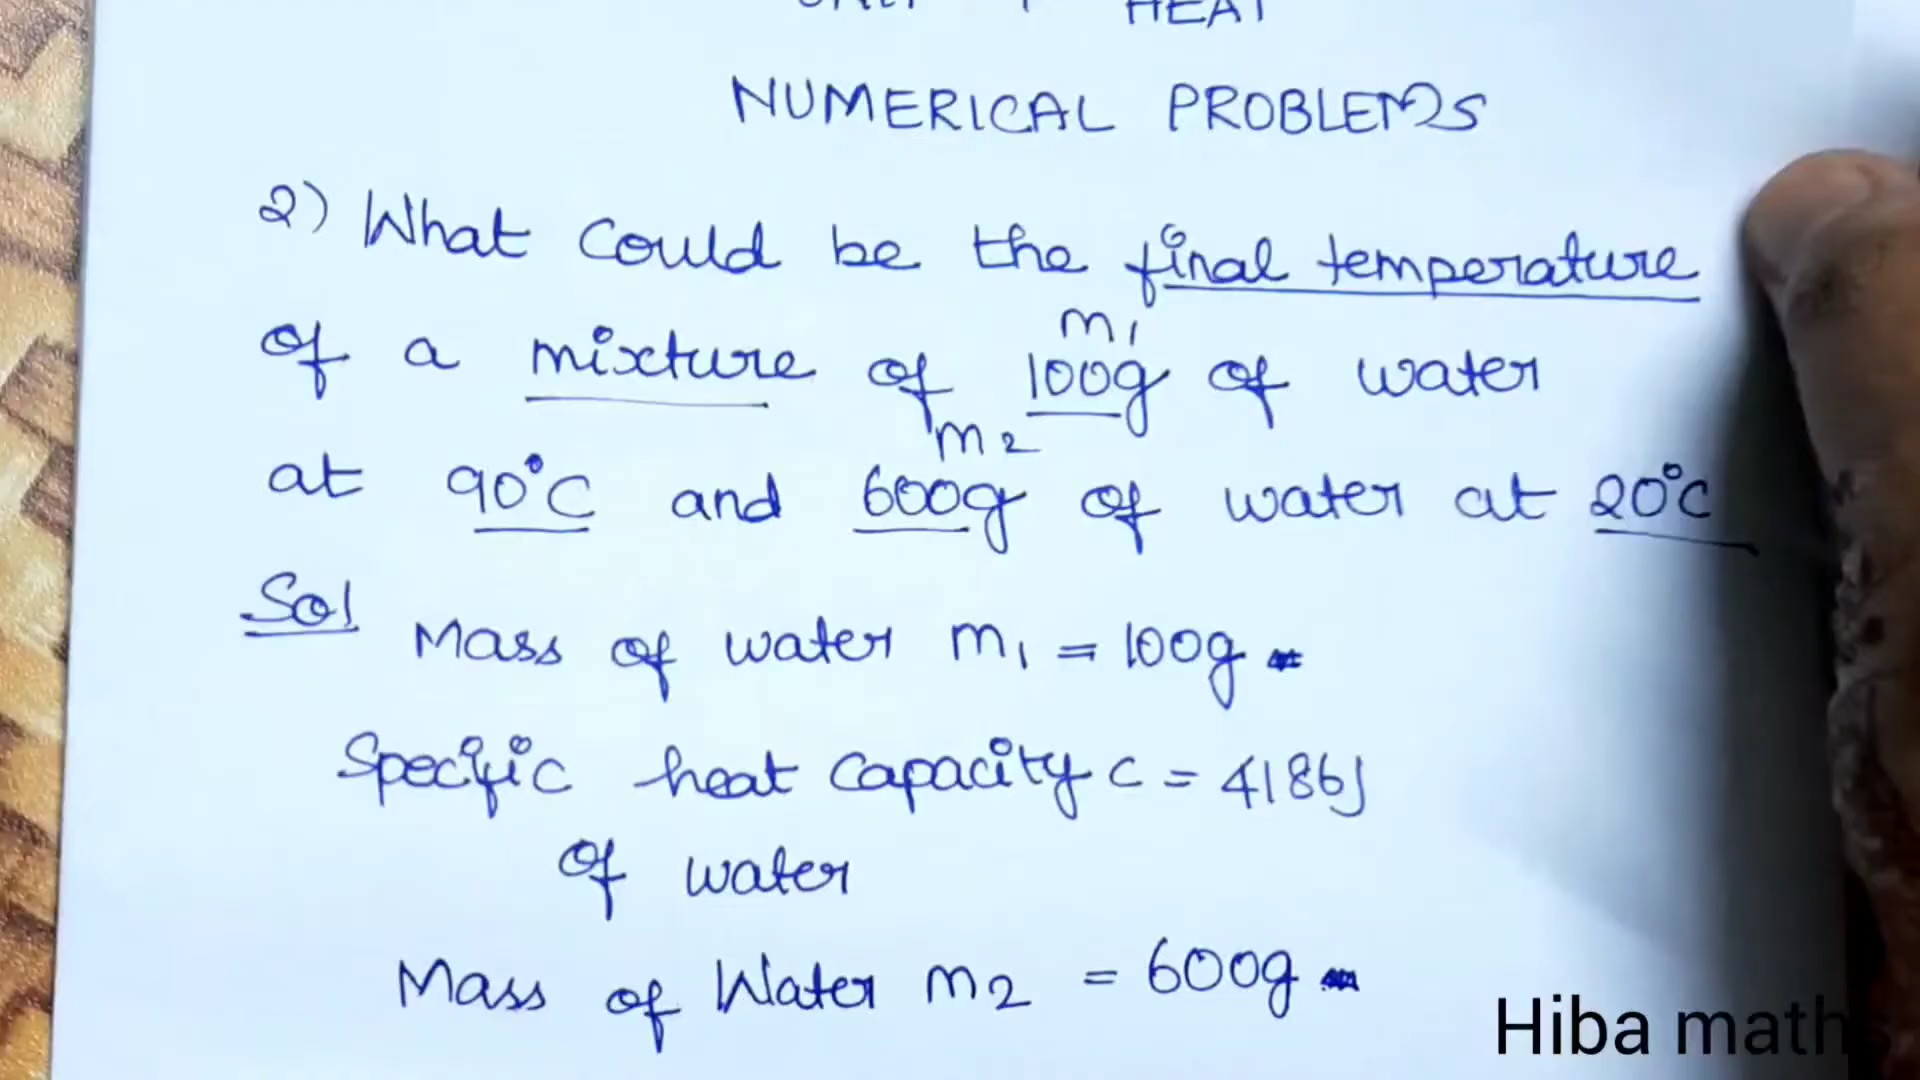 HEAT
NUMERICAL PROBLEMS
2) What could be the final temperature
of a mixture of 100g of water
m1
at 90°C and 600g of water at 20°C
m2
Sol Mass of water m1 = 100g
Specific heat capacity c = 4186J
of water
Mass of Water m2 = 600g
Hiba maths